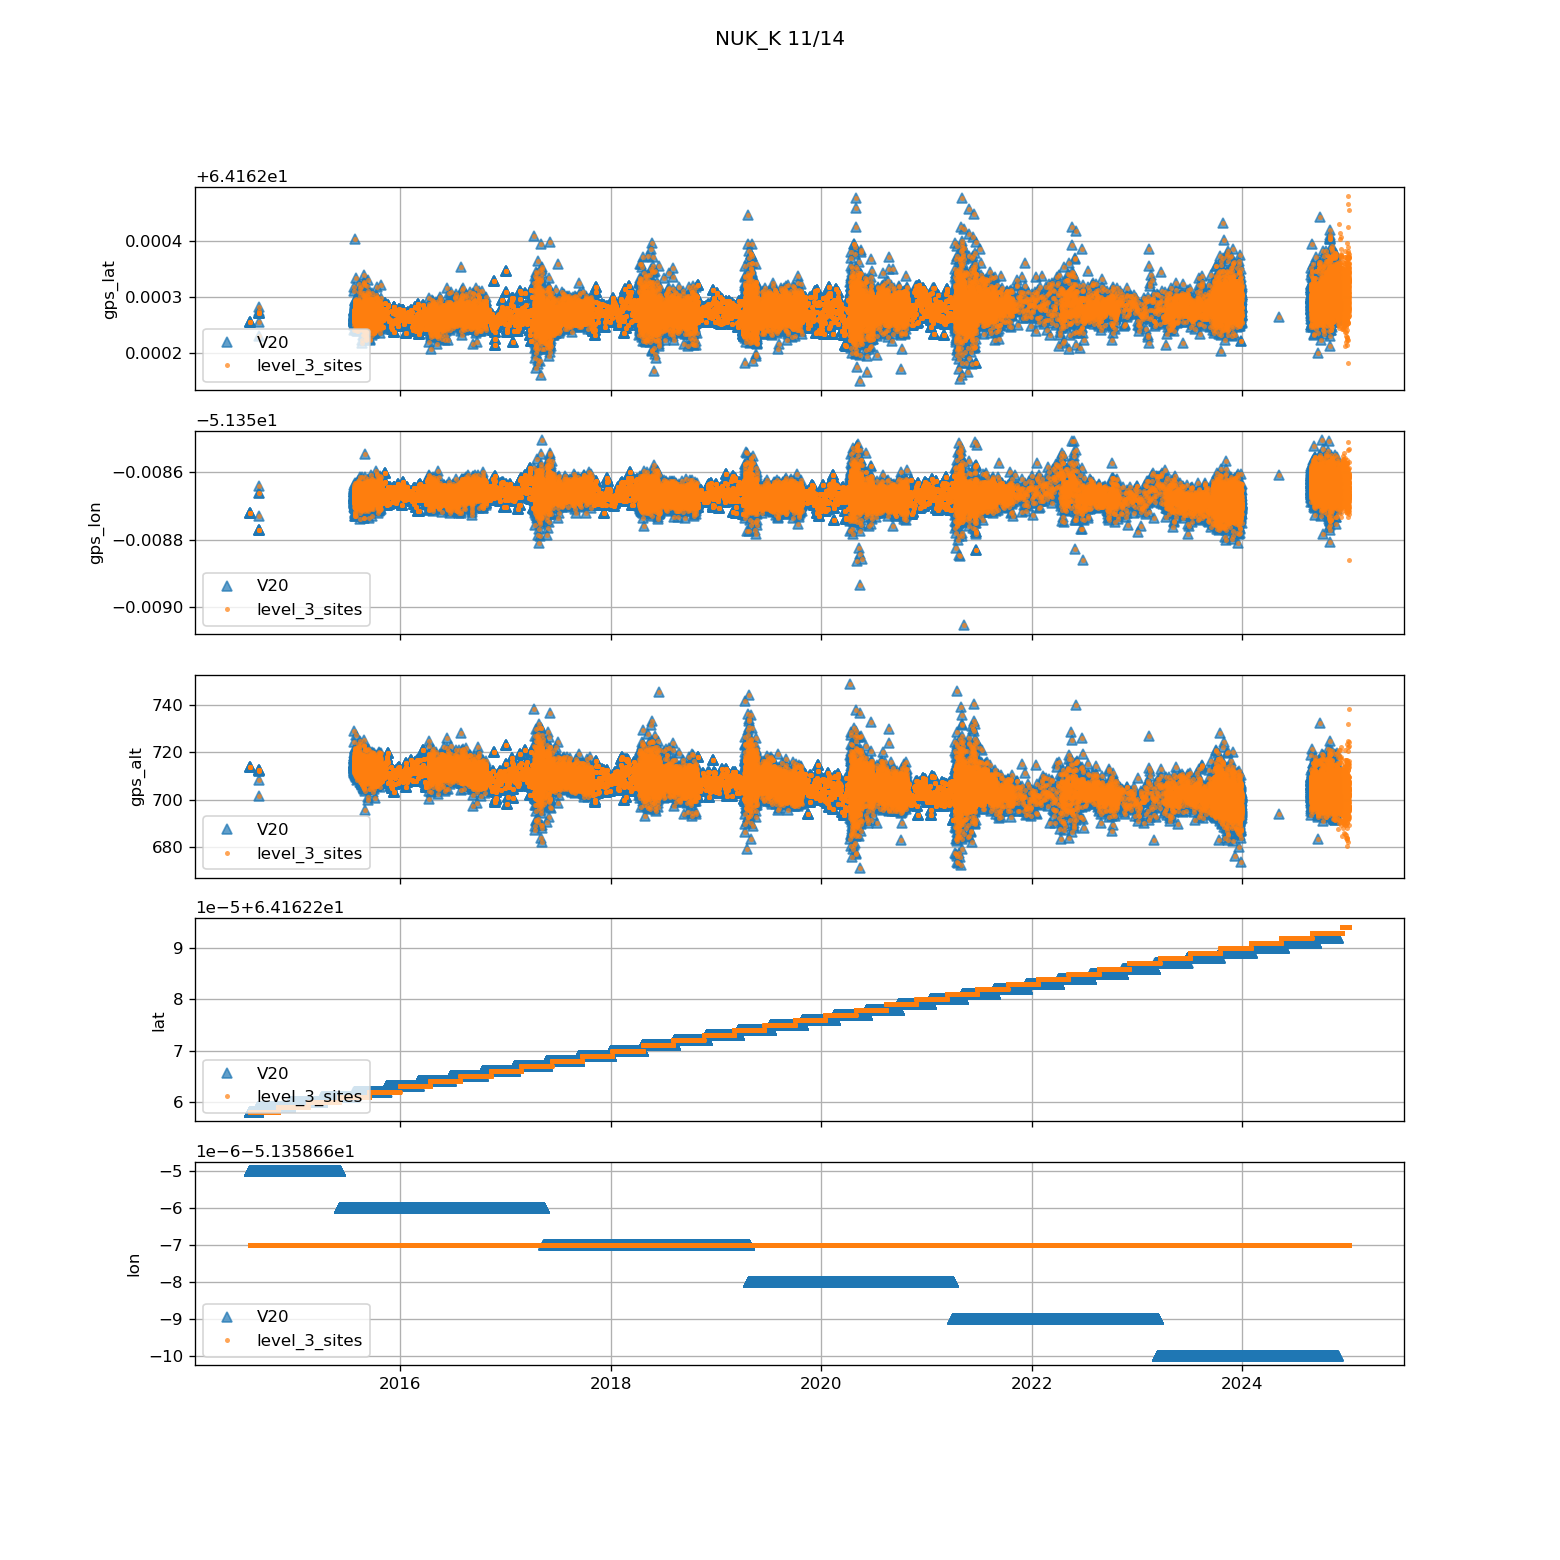 NUK_K 11/14
+6.4162e1
0.0004
0.0003
0.0002
gps_lat
V20
level_3_sites
−5.135e1
−0.0086
−0.0088
−0.0090
gps_lon
V20
level_3_sites
740
720
700
680
gps_alt
V20
level_3_sites
1e−5+6.41622e1
9
8
7
6
lat
V20
level_3_sites
1e−6−5.135866e1
−5
−6
−7
−8
−9
−10
lon
V20
level_3_sites
2016 2018 2020 2022 2024